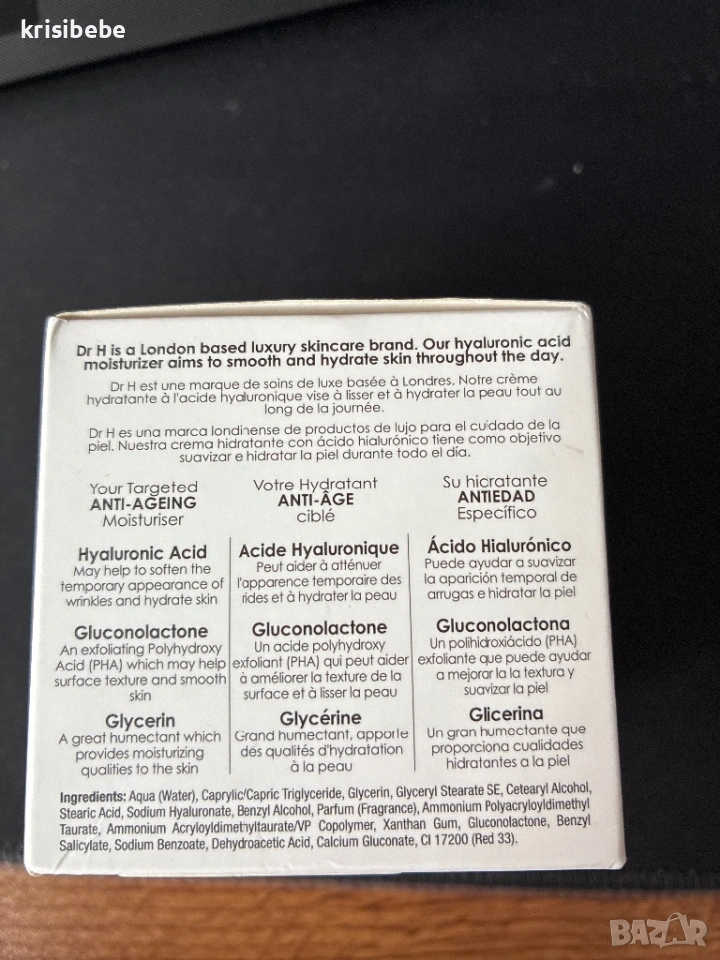 krisibebe
Dr H is a London based luxury skincare brand. Our hyaluronic acid
moisturizer aims to smooth and hydrate skin throughout the day.
Dr H est une marque de soins de luxe basée à Londres. Notre crème
hydratante à l'acide hyaluronique vise à lisser et à hydrater la peau tout au
long de la journée.
Dr H es una marca londinense de productos de lujo para el cuidado de la
piel. Nuestra crema hidratante con ácido hialurónico tiene como objetivo
suavizar e hidratar la piel durante todo el día.
Your Targeted
ANTI-AGEING
Moisturiser
Votre Hydratant
ANTI-ÂGE
ciblé
Su hidratante
ANTIEDAD
Específico
Hyaluronic Acid
May help to soften the
temporary appearance of
wrinkles and hydrate skin
Acide Hyaluronique
Peut aider à atténuer
l'apparence temporaire des
rides et à hydrater la peau
Ácido Hialurónico
Puede ayudar a suavizar
la aparición temporal de
arrugas e hidratar la piel
Gluconolactone
An exfoliating Polyhydroxy
Acid (PHA) which may help
surface texture and smooth
skin
Gluconolactone
Un acide polyhydroxy
exfoliant (PHA) qui peut aider
à améliorer la texture de la
surface et à lisser la peau
Gluconolactona
Un polihidroxiácido (PHA)
exfoliante que puede ayudar
a mejorar la la textura y
suavizar la piel
Glycerin
A great humectant which
provides moisturizing
qualities to the skin
Glycérine
Grand humectant, apporte
des qualités d'hydratation
à la peau
Glicerina
Un gran humectante que
proporciona cualidades
hidratantes a la piel
Ingredients: Aqua (Water), Caprylic/Capric Triglyceride, Glycerin, Glyceryl Stearate SE, Cetearyl Alcohol,
Stearic Acid, Sodium Hyaluronate, Benzyl Alcohol, Parfum (Fragrance), Ammonium Polyacryloyldimethyl
Taurate, Ammonium Acryloyldimethyltaurate/VP Copolymer, Xanthan Gum, Gluconolactone, Benzyl
Salicylate, Sodium Benzoate, Dehydroacetic Acid, Calcium Gluconate, CI 17200 (Red 33).
BAZAR